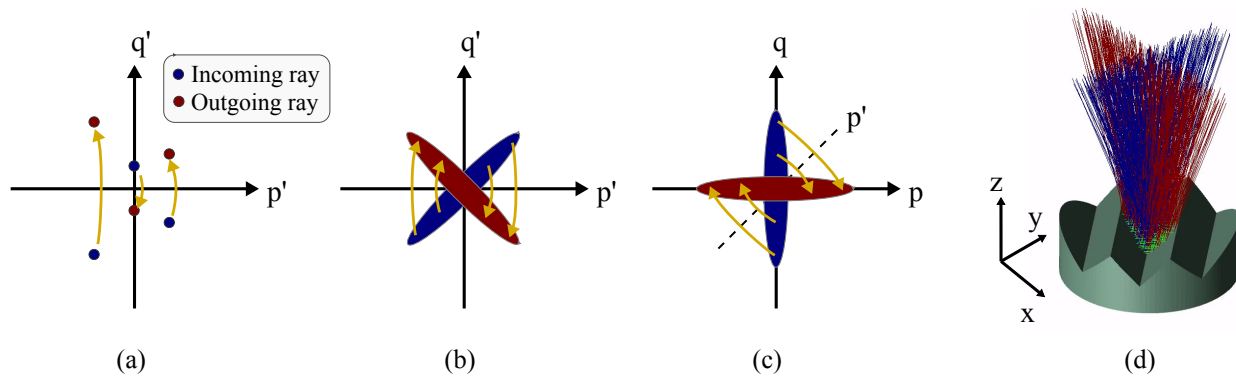 q'
Incoming ray
Outgoing ray
p'
(a)
q'
p'
(b)
q
p'
p
(c)
z
y
x
(d)